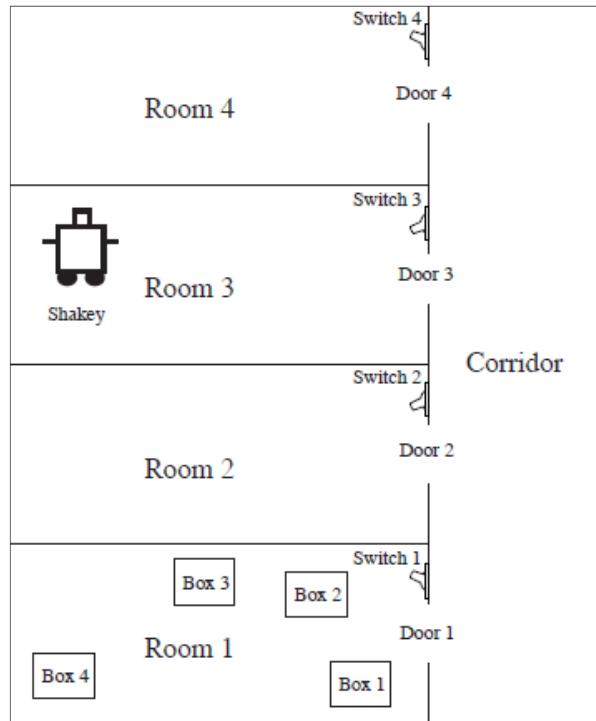 Switch 4
Door 4
Room 4
Switch 3
Door 3
Room 3
Shakey
Corridor
Switch 2
Door 2
Room 2
Switch 1
Box 3
Box 2
Door 1
Room 1
Box 4
Box 1